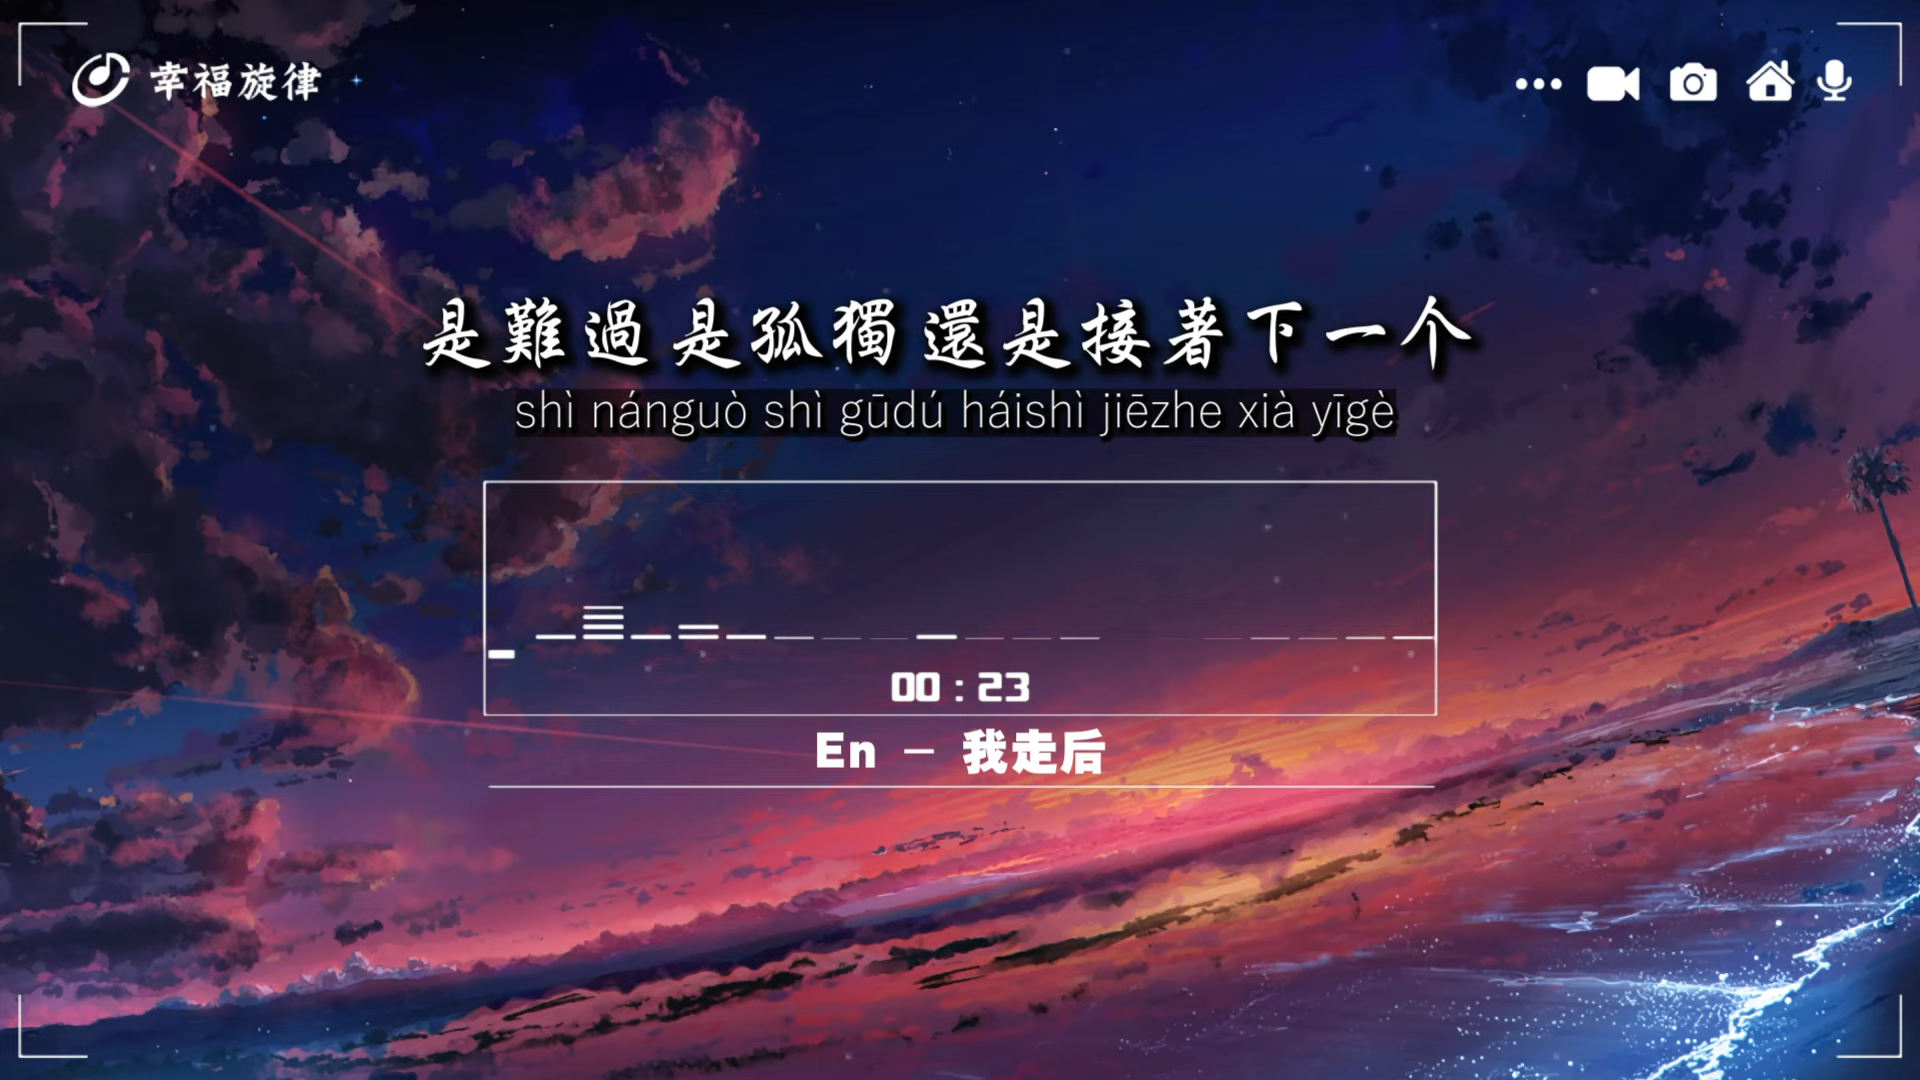 幸福旋律
是難過 是孤獨 還是接著下一个
shì nánguò shì gūdú háishì jiēzhe xià yīgè
00 : 23
En － 我走后